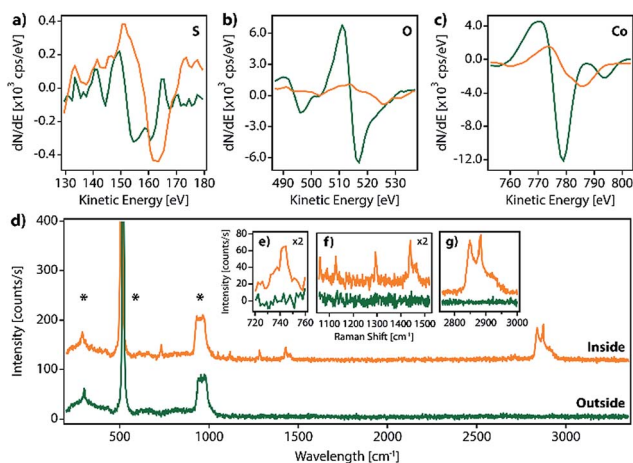 a) S
b) O
c) Co
dN/dE [x10³ cps/eV]
0.4
0.2
0.0
-0.2
-0.4
130 140 150 160 170 180
Kinetic Energy [eV]
dN/dE [x10³ cps/eV]
6.0
3.0
0.0
-3.0
-6.0
490 500 510 520 530
Kinetic Energy [eV]
dN/dE [x10³ cps/eV]
4.0
0.0
-4.0
-8.0
-12.0
760 780 800
Kinetic Energy [eV]
d)
Intensity [counts/s]
400
300
200
100
0
* * *
500 1000 1500 2000 2500 3000
Wavelength [cm⁻¹]
Inside
Outside
e) x2
f) x2
g)
Intensity [counts/s]
80
60
40
20
0
720 740 760
1100 1200 1300 1400 1500
2800 2900 3000
Raman Shift [cm⁻¹]